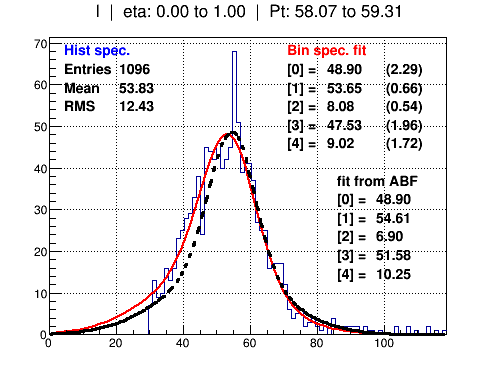 I | eta: 0.00 to 1.00 | Pt: 58.07 to 59.31
Hist spec.
Entries 1096
Mean 53.83
RMS 12.43
Bin spec. fit
[0] = 48.90 (2.29)
[1] = 53.65 (0.66)
[2] = 8.08 (0.54)
[3] = 47.53 (1.96)
[4] = 9.02 (1.72)
fit from ABF
[0] = 48.90
[1] = 54.61
[2] = 6.90
[3] = 51.58
[4] = 10.25
70
60
50
40
30
20
10
0
0 20 40 60 80 100